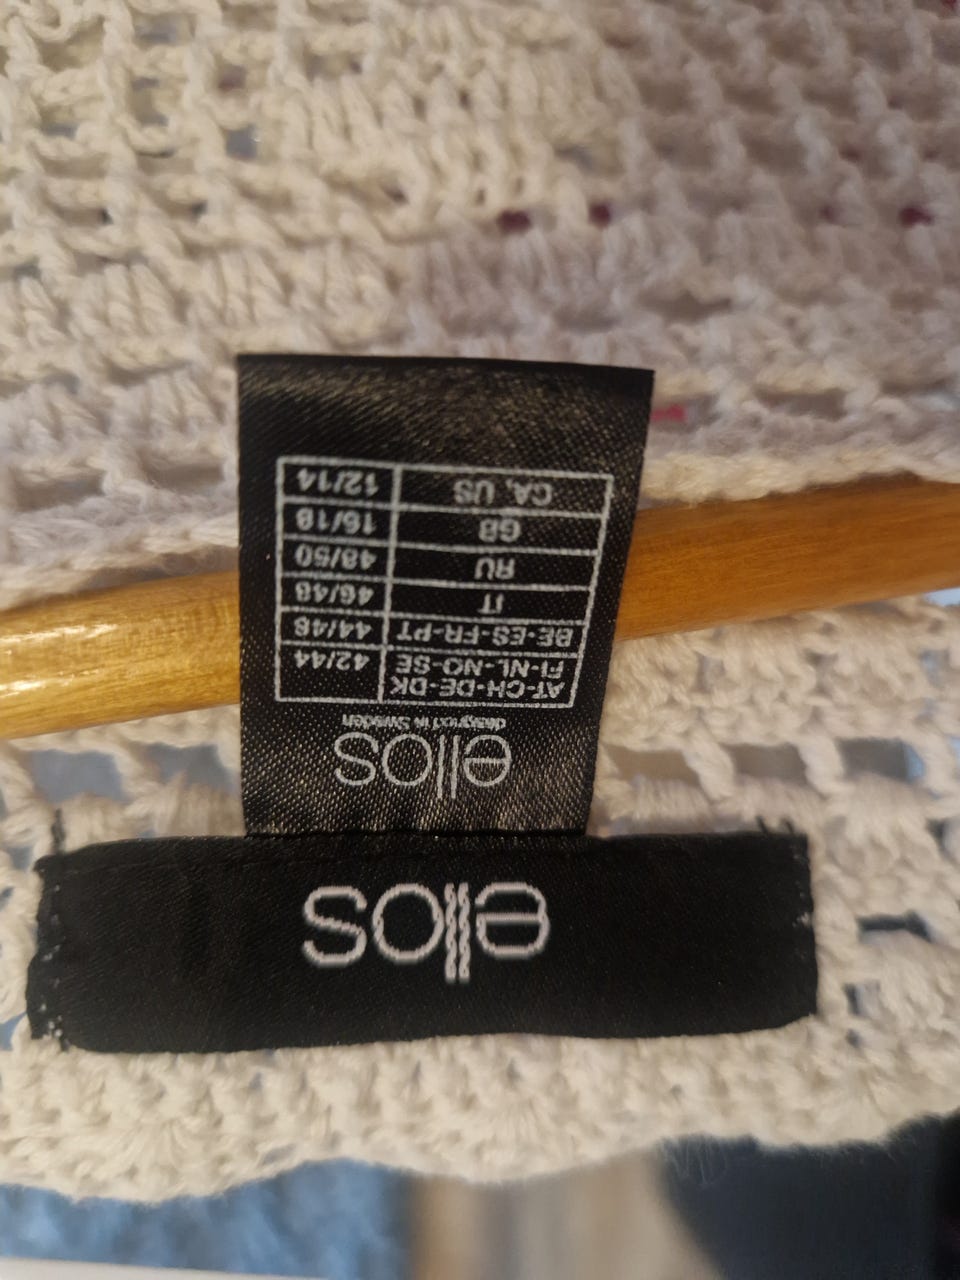 ellos
ellos
designed in Sweden
AT-CH-DE-DK 42/44
FI-NL-NO-SE
BE-ES-FR-PT 44/46
IT 46/48
RU 48/50
GB 16/18
CA, US 12/14